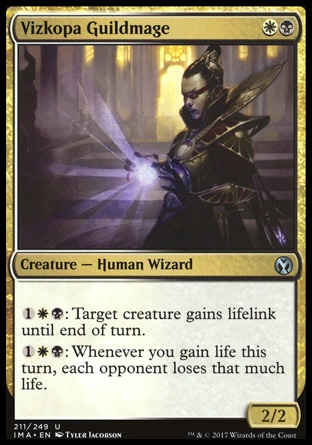 Vizkopa Guildmage
Creature — Human Wizard
1: Target creature gains lifelink
until end of turn.
1: Whenever you gain life this
turn, each opponent loses that much
life.
2/2
211/249 U
IMA • EN Tyler Jacobson
™ & © 2017 Wizards of the Coast